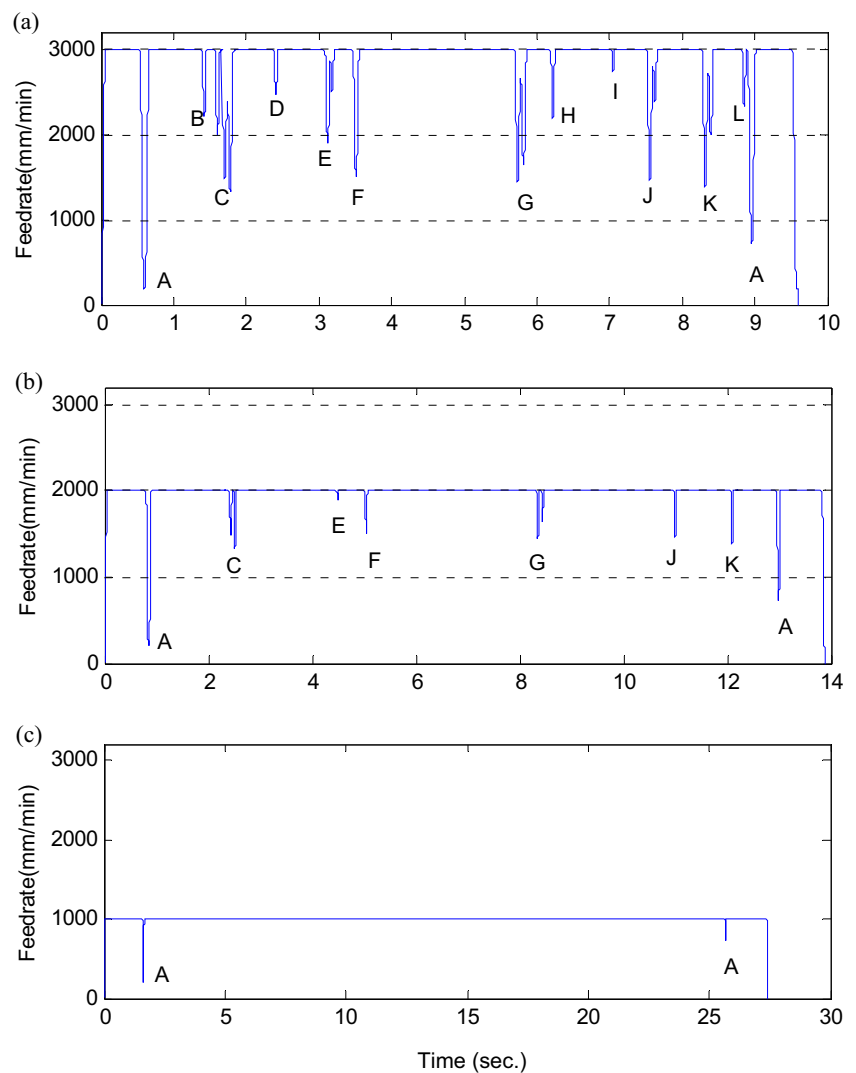 (a)
Feedrate(mm/min)
3000
2000
1000
0
A
B
C
D
E
F
G
H
I
J
K
L
A
0 1 2 3 4 5 6 7 8 9 10
(b)
Feedrate(mm/min)
3000
2000
1000
0
A
C
E
F
G
J
K
A
0 2 4 6 8 10 12 14
(c)
Feedrate(mm/min)
3000
2000
1000
0
A
A
0 5 10 15 20 25 30
Time (sec.)